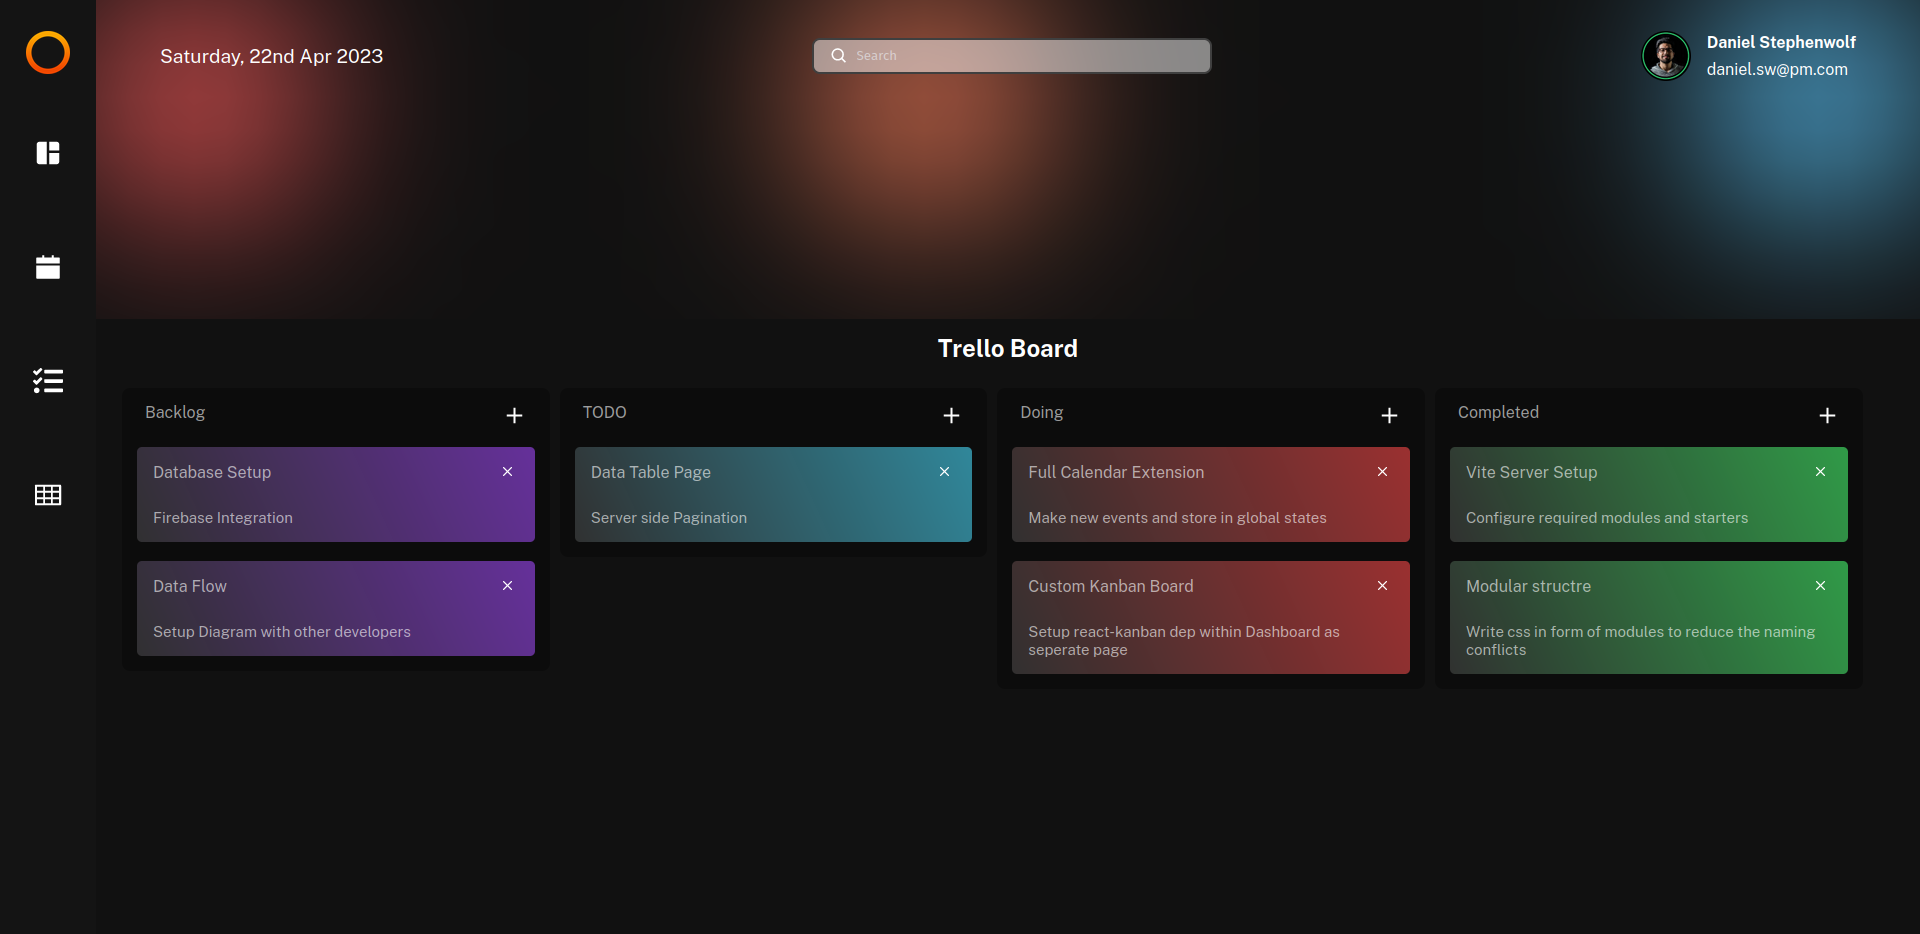 Saturday, 22nd Apr 2023
Search
Daniel Stephenwolf
daniel.sw@pm.com
Trello Board
Backlog
Database Setup
Firebase Integration
Data Flow
Setup Diagram with other developers
TODO
Data Table Page
Server side Pagination
Doing
Full Calendar Extension
Make new events and store in global states
Custom Kanban Board
Setup react-kanban dep within Dashboard as
seperate page
Completed
Vite Server Setup
Configure required modules and starters
Modular structre
Write css in form of modules to reduce the naming
conflicts